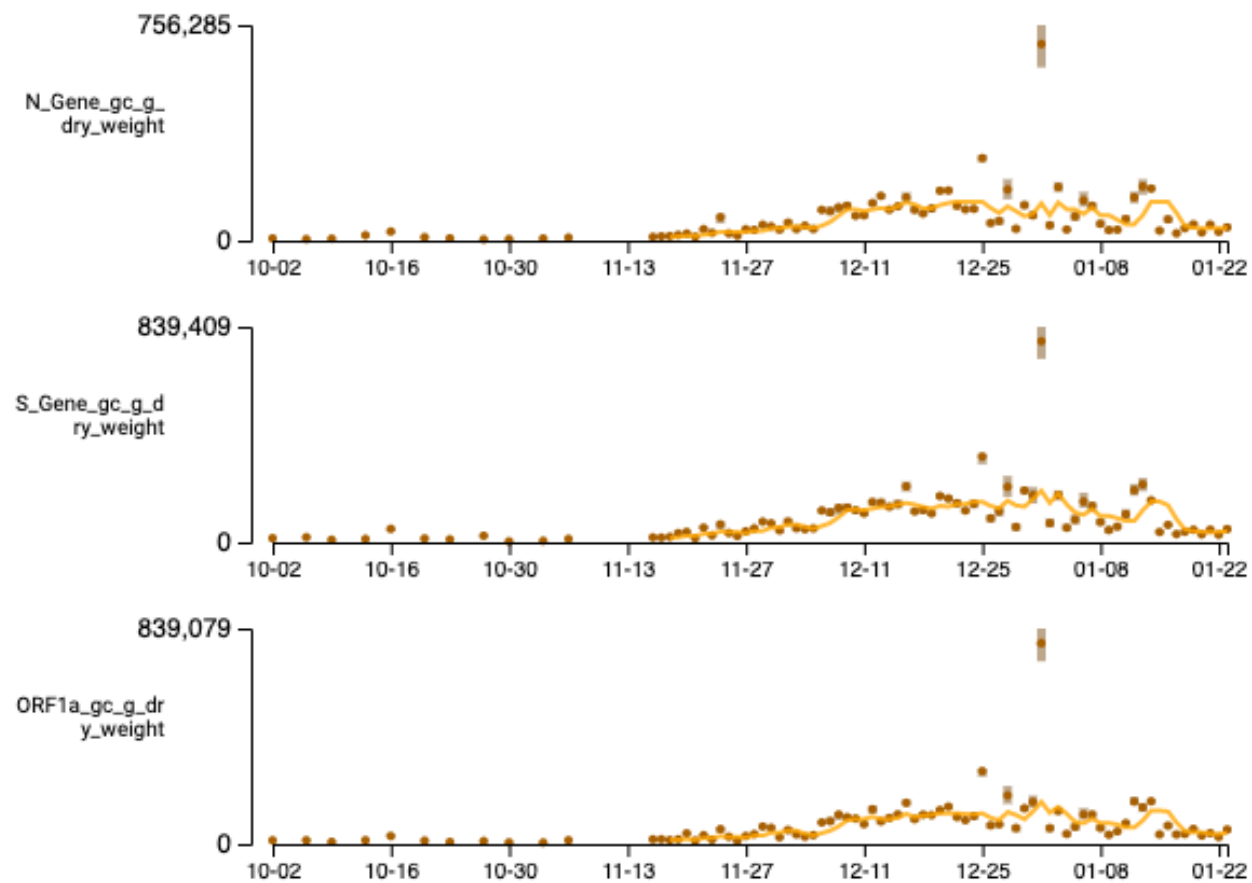 756,285
N_Gene_gc_g_
dry_weight
0
10-02 10-16 10-30 11-13 11-27 12-11 12-25 01-08 01-22
839,409
S_Gene_gc_g_d
ry_weight
0
10-02 10-16 10-30 11-13 11-27 12-11 12-25 01-08 01-22
839,079
ORF1a_gc_g_dr
y_weight
0
10-02 10-16 10-30 11-13 11-27 12-11 12-25 01-08 01-22